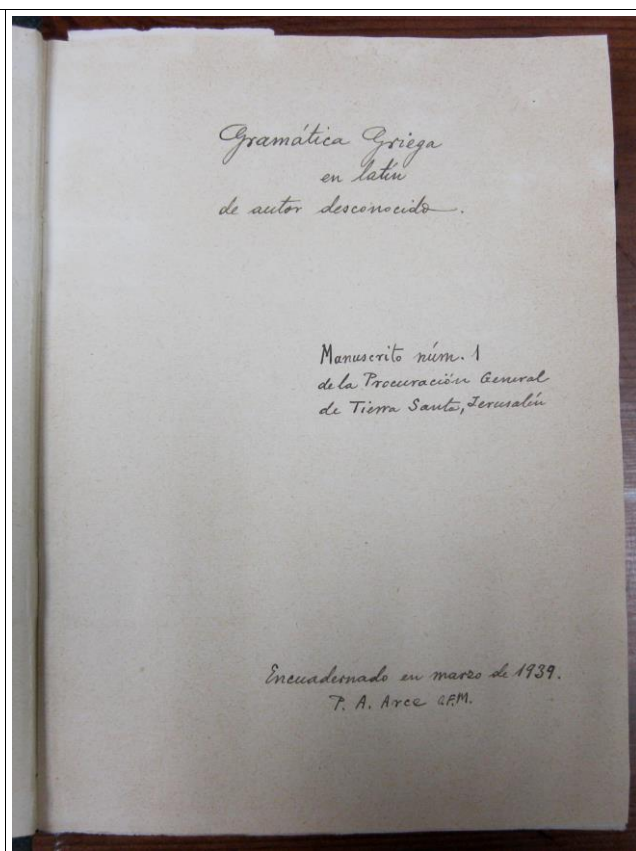 Gramática Griega
en latín
de autor desconocido.
Manuscrito núm. 1
de la Procuración General
de Tierra Santa, Jerusalén
Encuadernado en marzo de 1939.
P. A. Arce O.F.M.